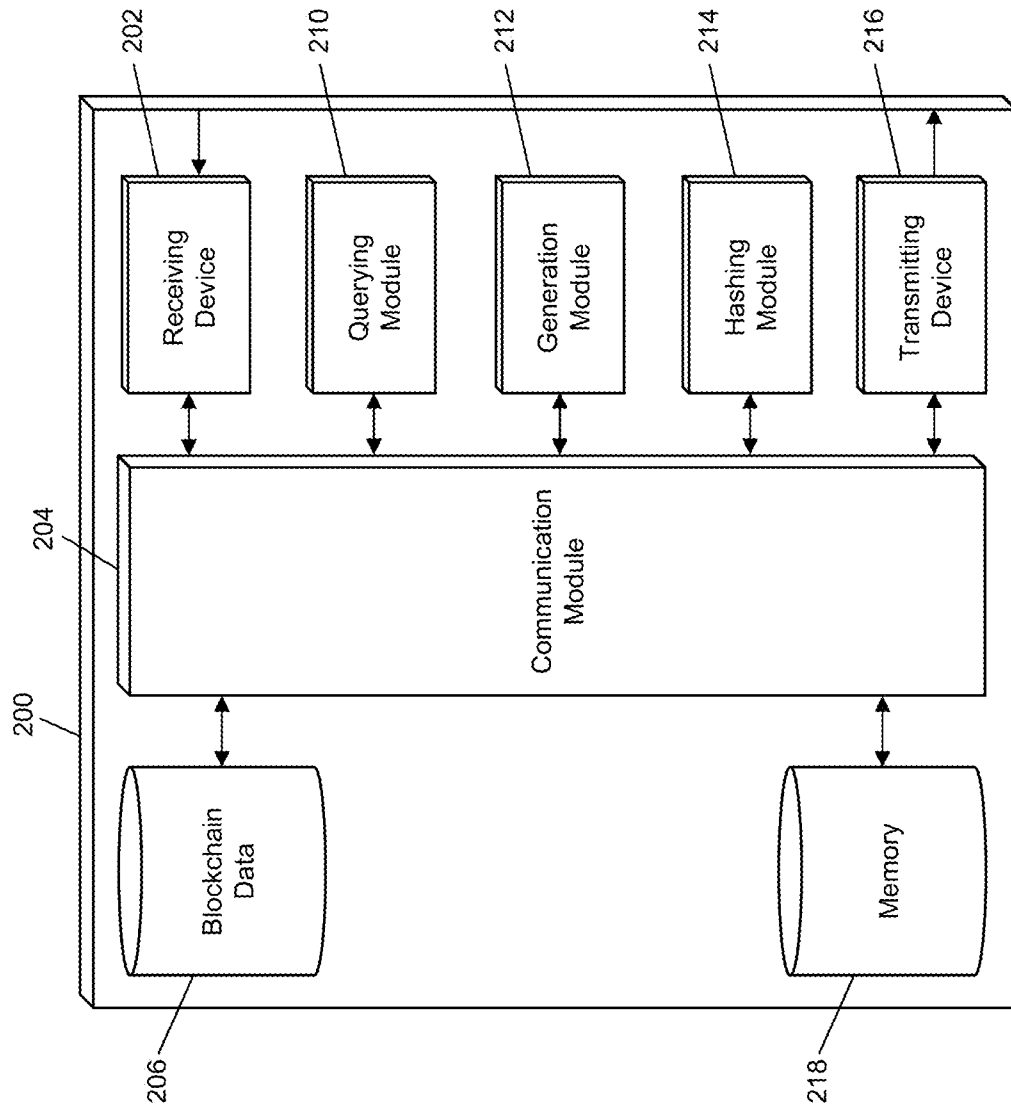 200
202
Receiving
Device
204
206
Blockchain
Data
210
Querying
Module
212
Generation
Module
Communication
Module
214
Hashing
Module
216
Transmitting
Device
218
Memory